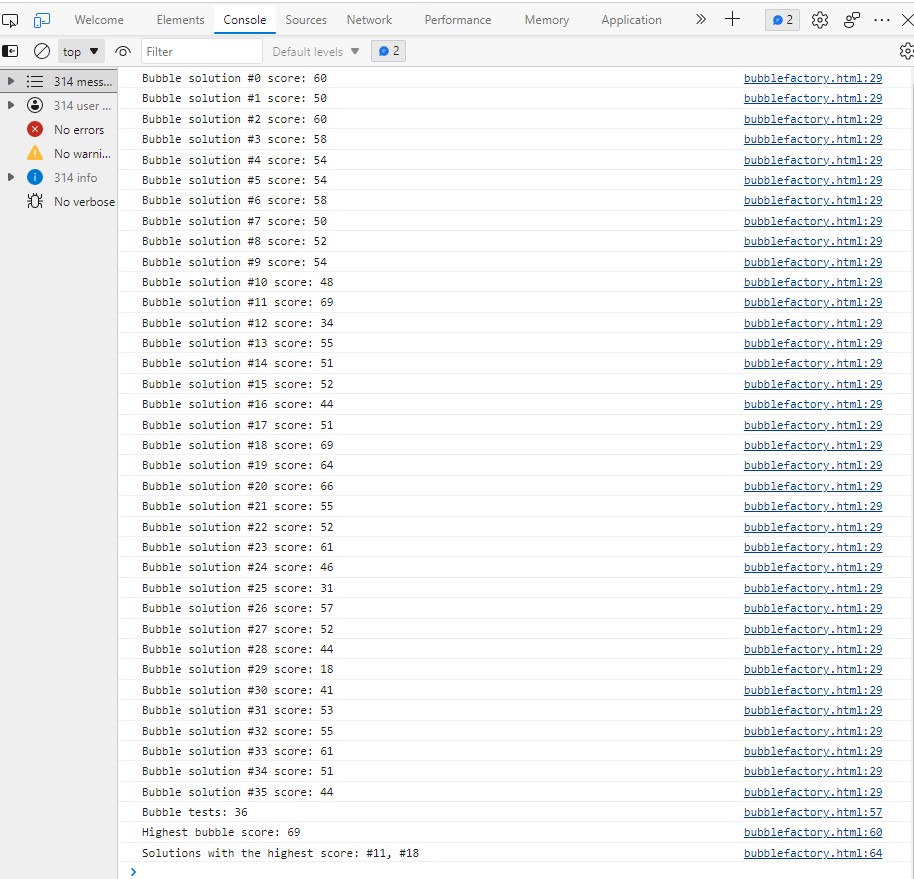 Welcome Elements Console Sources Network Performance Memory Application 2
top Filter Default levels 2
314 mess...
314 user ...
No errors
No warni...
314 info
No verbose
Bubble solution #0 score: 60 bubblefactory.html:29
Bubble solution #1 score: 50 bubblefactory.html:29
Bubble solution #2 score: 60 bubblefactory.html:29
Bubble solution #3 score: 58 bubblefactory.html:29
Bubble solution #4 score: 54 bubblefactory.html:29
Bubble solution #5 score: 54 bubblefactory.html:29
Bubble solution #6 score: 58 bubblefactory.html:29
Bubble solution #7 score: 50 bubblefactory.html:29
Bubble solution #8 score: 52 bubblefactory.html:29
Bubble solution #9 score: 54 bubblefactory.html:29
Bubble solution #10 score: 48 bubblefactory.html:29
Bubble solution #11 score: 69 bubblefactory.html:29
Bubble solution #12 score: 34 bubblefactory.html:29
Bubble solution #13 score: 55 bubblefactory.html:29
Bubble solution #14 score: 51 bubblefactory.html:29
Bubble solution #15 score: 52 bubblefactory.html:29
Bubble solution #16 score: 44 bubblefactory.html:29
Bubble solution #17 score: 51 bubblefactory.html:29
Bubble solution #18 score: 69 bubblefactory.html:29
Bubble solution #19 score: 64 bubblefactory.html:29
Bubble solution #20 score: 66 bubblefactory.html:29
Bubble solution #21 score: 55 bubblefactory.html:29
Bubble solution #22 score: 52 bubblefactory.html:29
Bubble solution #23 score: 61 bubblefactory.html:29
Bubble solution #24 score: 46 bubblefactory.html:29
Bubble solution #25 score: 31 bubblefactory.html:29
Bubble solution #26 score: 57 bubblefactory.html:29
Bubble solution #27 score: 52 bubblefactory.html:29
Bubble solution #28 score: 44 bubblefactory.html:29
Bubble solution #29 score: 18 bubblefactory.html:29
Bubble solution #30 score: 41 bubblefactory.html:29
Bubble solution #31 score: 53 bubblefactory.html:29
Bubble solution #32 score: 55 bubblefactory.html:29
Bubble solution #33 score: 61 bubblefactory.html:29
Bubble solution #34 score: 51 bubblefactory.html:29
Bubble solution #35 score: 44 bubblefactory.html:29
Bubble tests: 36 bubblefactory.html:57
Highest bubble score: 69 bubblefactory.html:60
Solutions with the highest score: #11, #18 bubblefactory.html:64